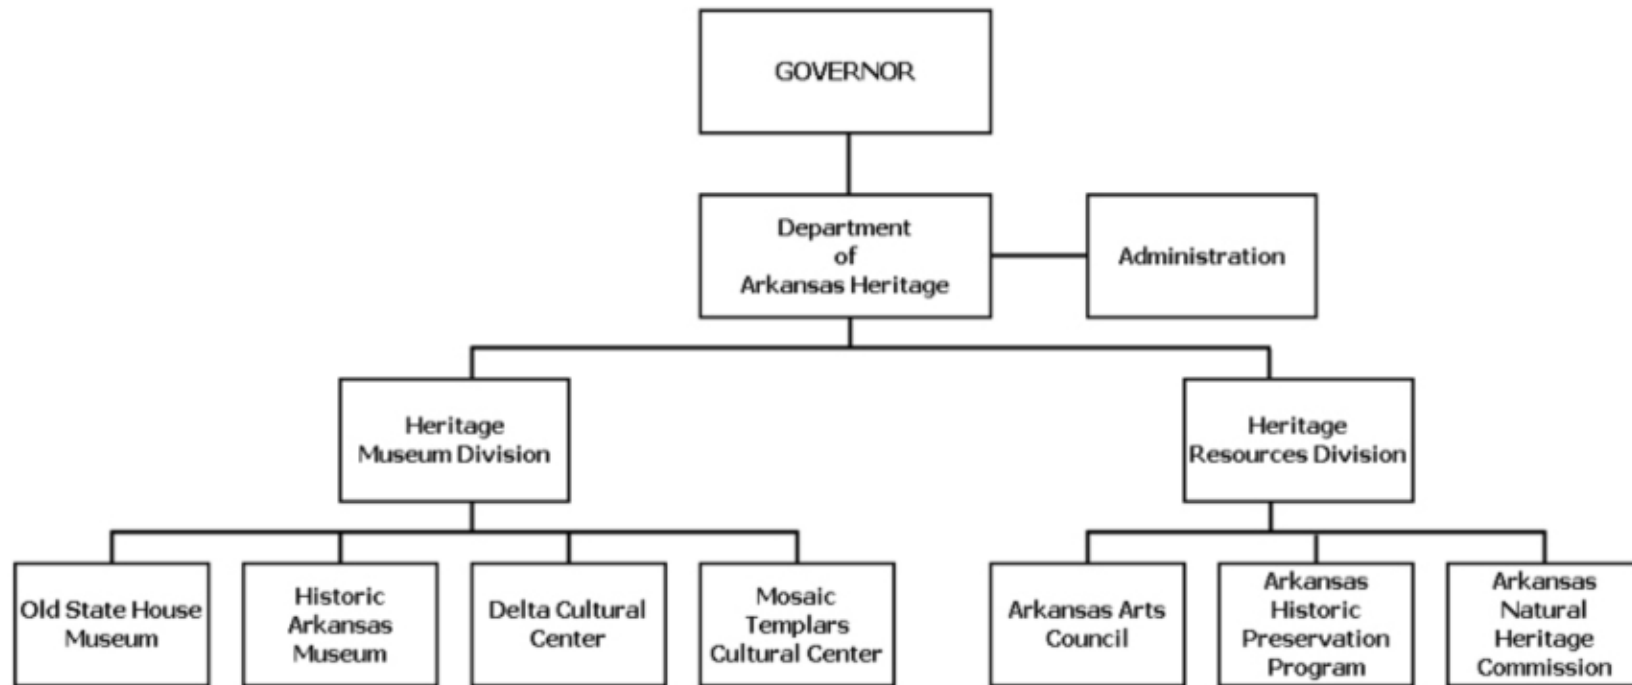 GOVERNOR
Department
of
Arkansas Heritage
Administration
Heritage
Museum Division
Heritage
Resources Division
Old State House
Museum
Historic
Arkansas
Museum
Delta Cultural
Center
Mosaic
Templars
Cultural Center
Arkansas Arts
Council
Arkansas
Historic
Preservation
Program
Arkansas
Natural
Heritage
Commission